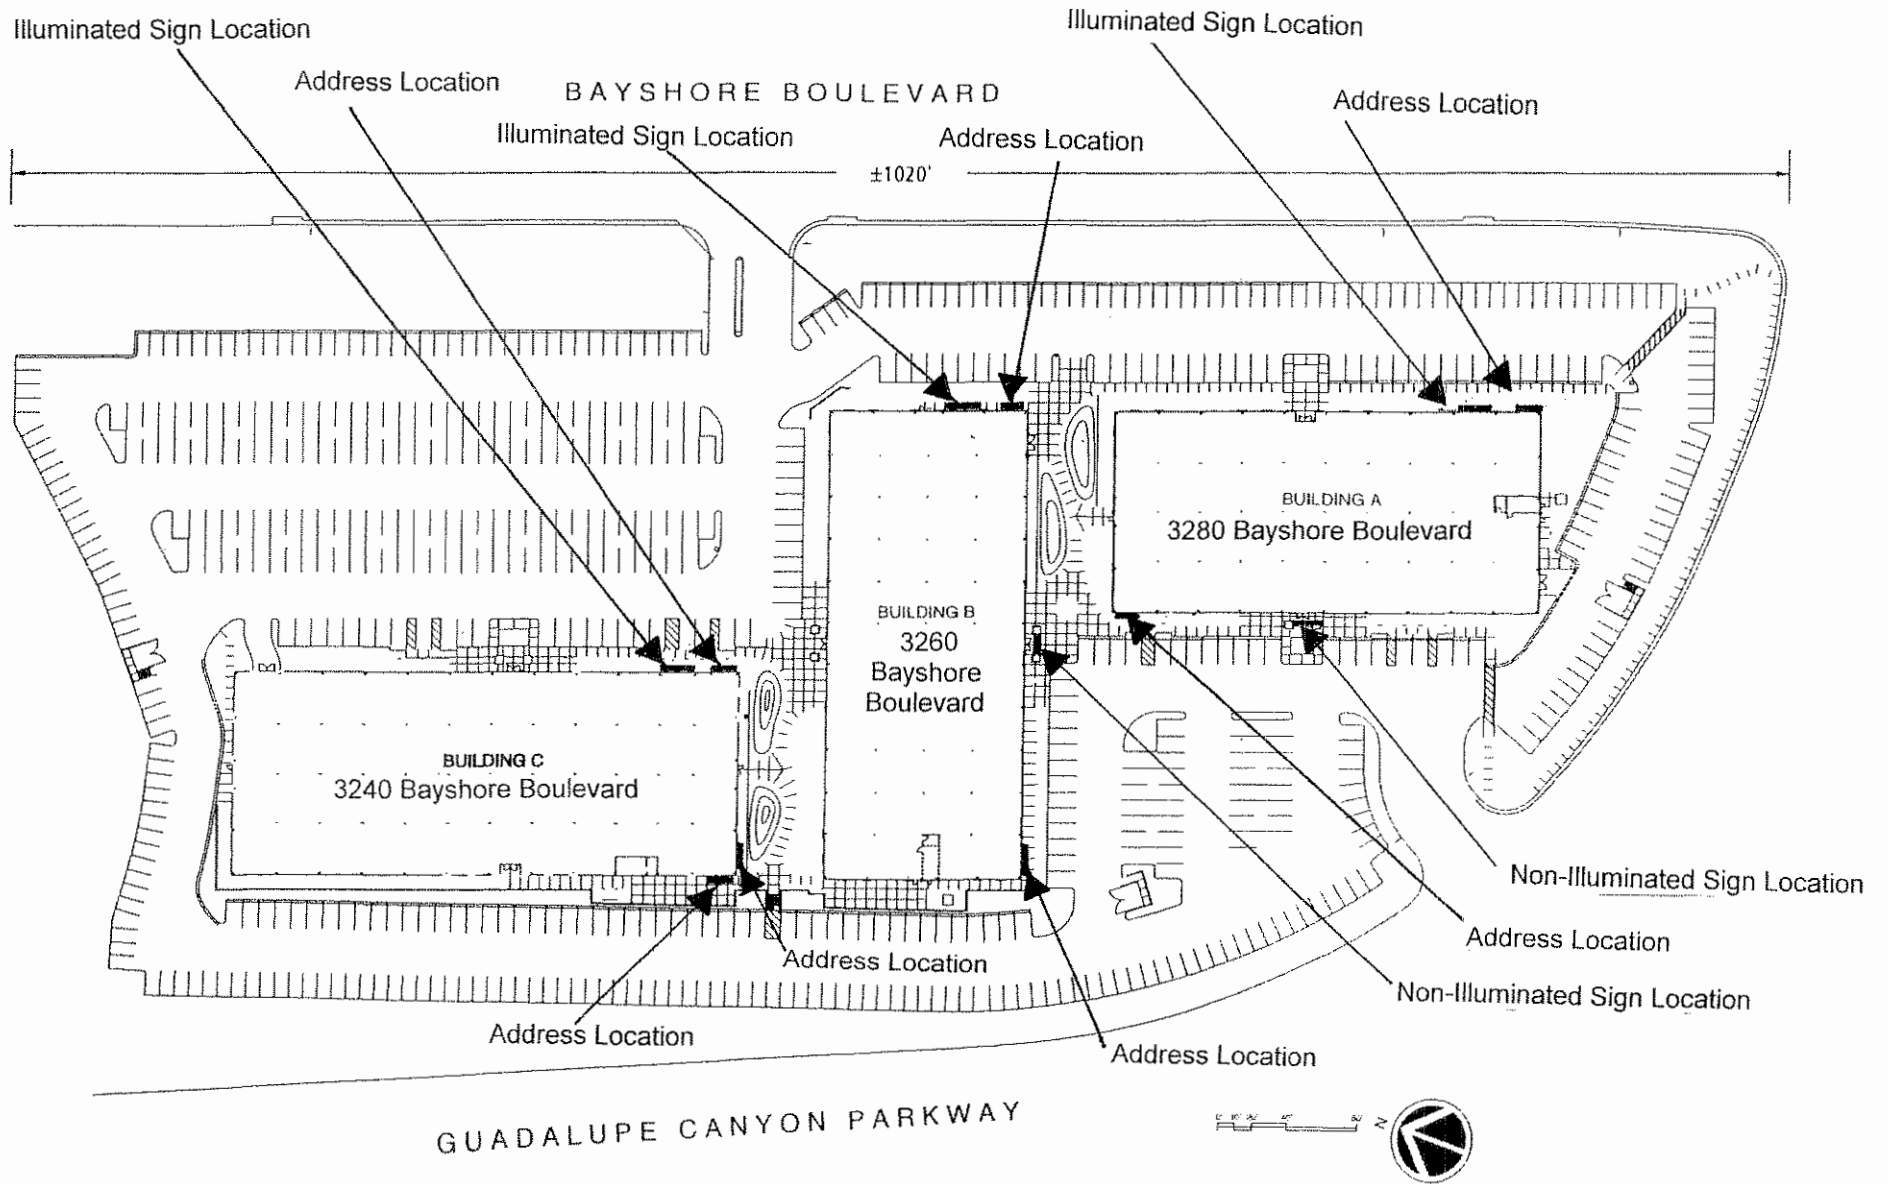 Illuminated Sign Location
Illuminated Sign Location
Address Location
BAYSHORE BOULEVARD
Address Location
Illuminated Sign Location
Address Location
±1020'
BUILDING A
3280 Bayshore Boulevard
BUILDING B
3260
Bayshore
Boulevard
BUILDING C
3240 Bayshore Boulevard
Non-Illuminated Sign Location
Address Location
Address Location
Non-Illuminated Sign Location
Address Location
Address Location
GUADALUPE CANYON PARKWAY
N